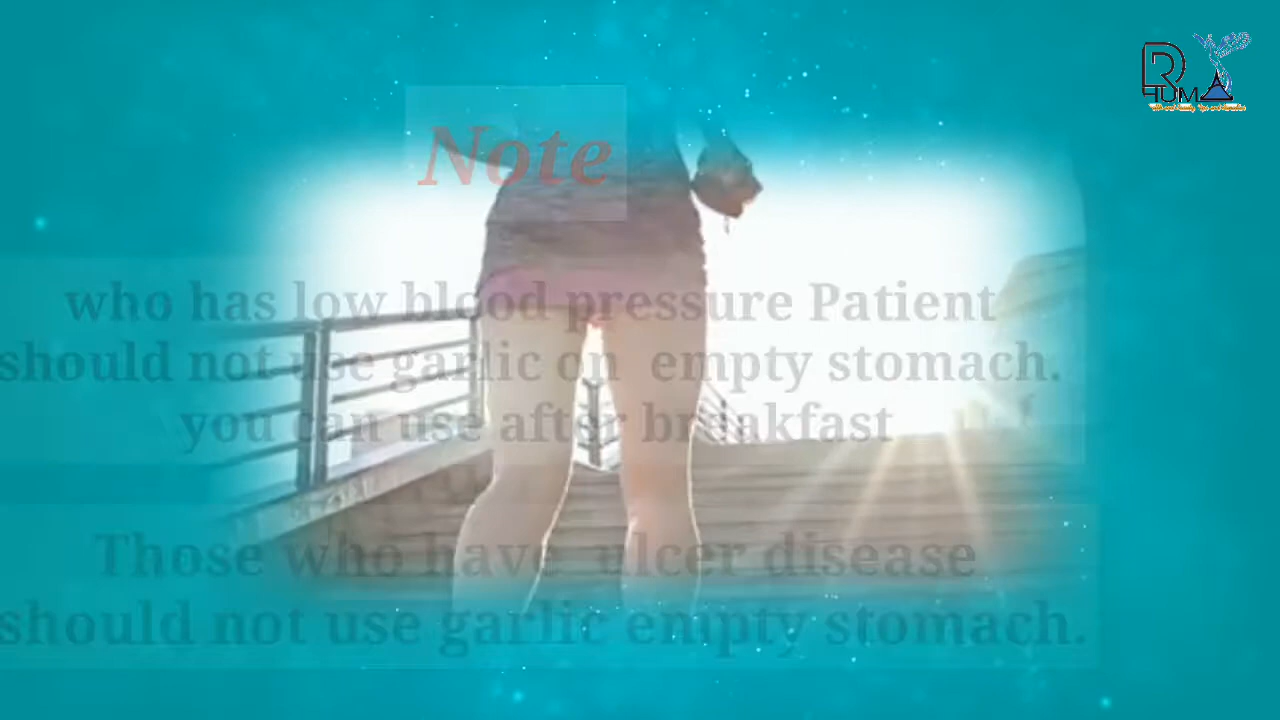 Note
who has low blood pressure Patient
should not use garlic on empty stomach.
you can use after breakfast
Those who have ulcer disease
should not use garlic empty stomach.